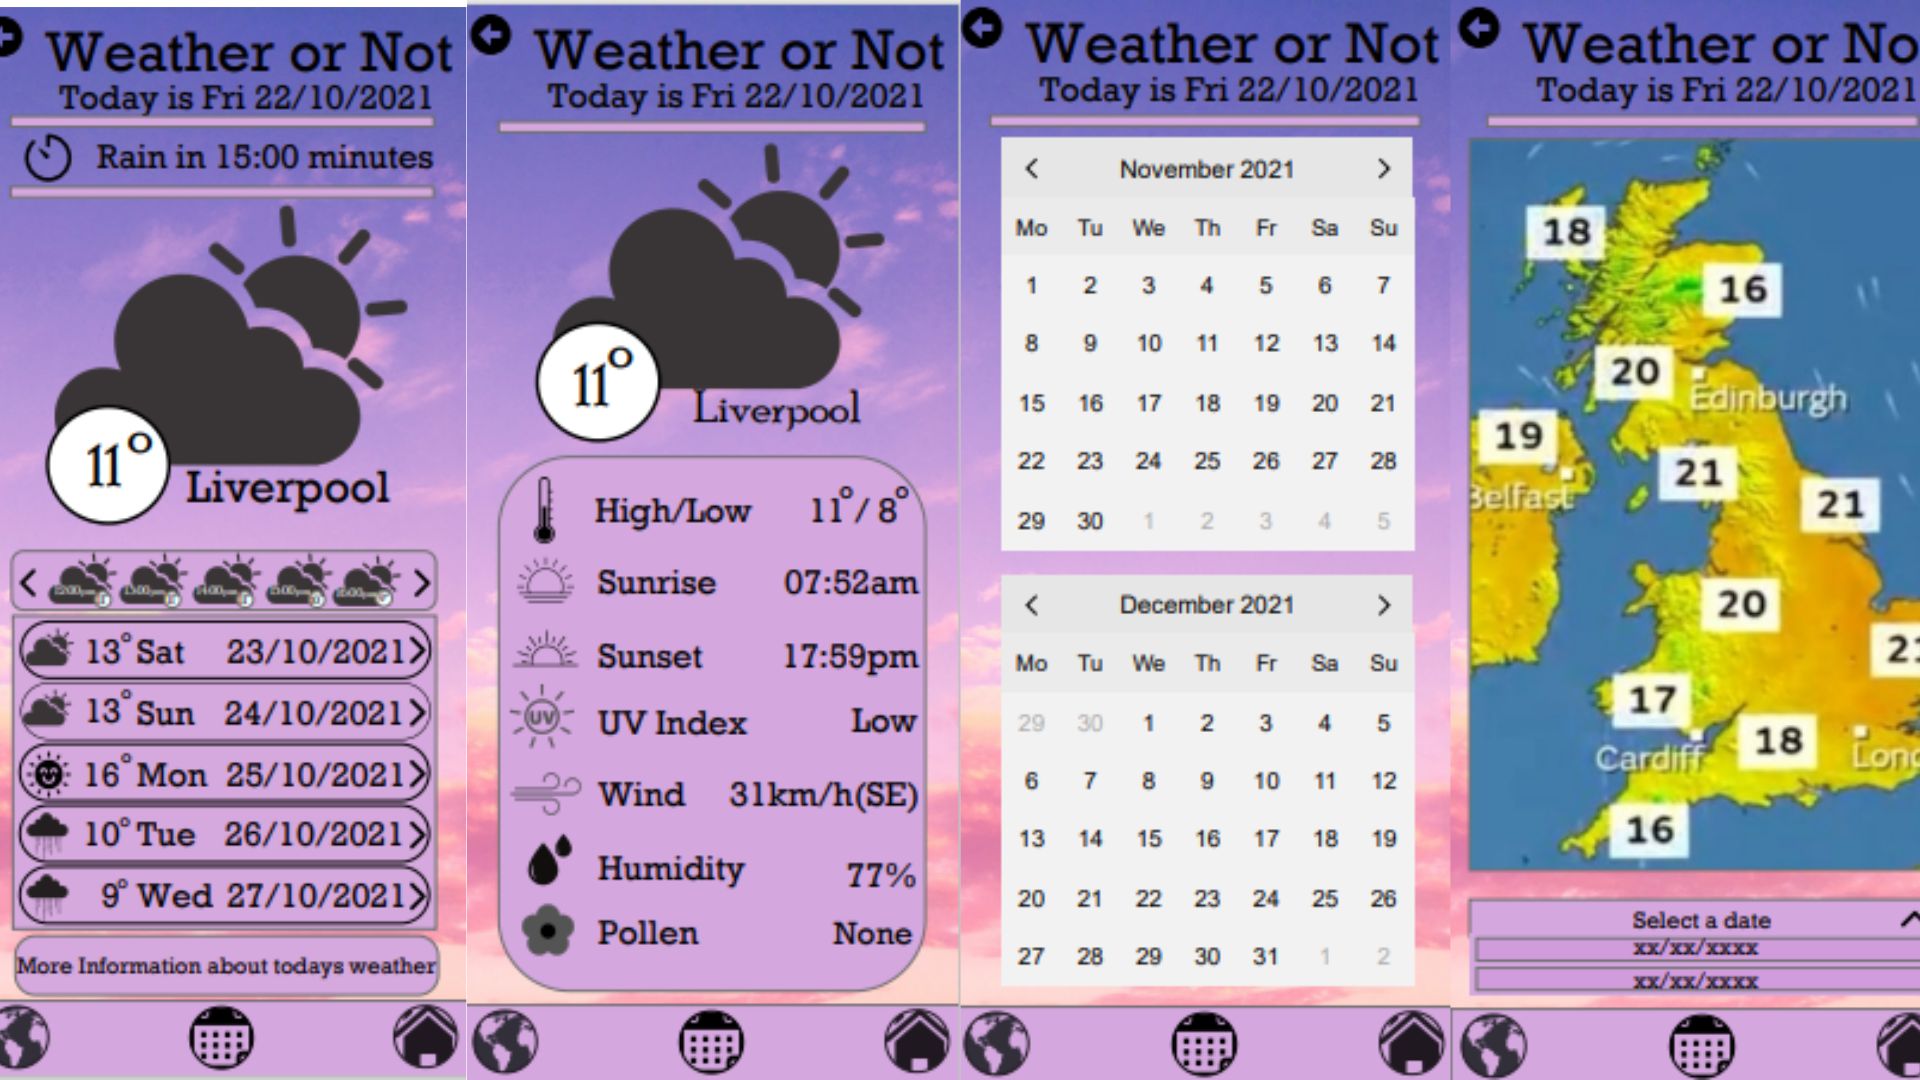 Weather or Not
Today is Fri 22/10/2021
Rain in 15:00 minutes
11°
Liverpool
13° Sat 23/10/2021
13° Sun 24/10/2021
16° Mon 25/10/2021
10° Tue 26/10/2021
9° Wed 27/10/2021
More Information about todays weather
Weather or Not
Today is Fri 22/10/2021
11°
Liverpool
High/Low 11°/ 8°
Sunrise 07:52am
Sunset 17:59pm
UV
UV Index Low
Wind 31km/h(SE)
Humidity 77%
Pollen None
Weather or Not
Today is Fri 22/10/2021
November 2021
Mo Tu We Th Fr Sa Su
1 2 3 4 5 6 7
8 9 10 11 12 13 14
15 16 17 18 19 20 21
22 23 24 25 26 27 28
29 30 1 2 3 4 5
December 2021
Mo Tu We Th Fr Sa Su
29 30 1 2 3 4 5
6 7 8 9 10 11 12
13 14 15 16 17 18 19
20 21 22 23 24 25 26
27 28 29 30 31 1 2
Weather or No
Today is Fri 22/10/2021
18
16
20
Edinburgh
19
21
Belfast
21
20
21
17
18
Cardiff
Lond
16
Select a date
xx/xx/xxxx
xx/xx/xxxx